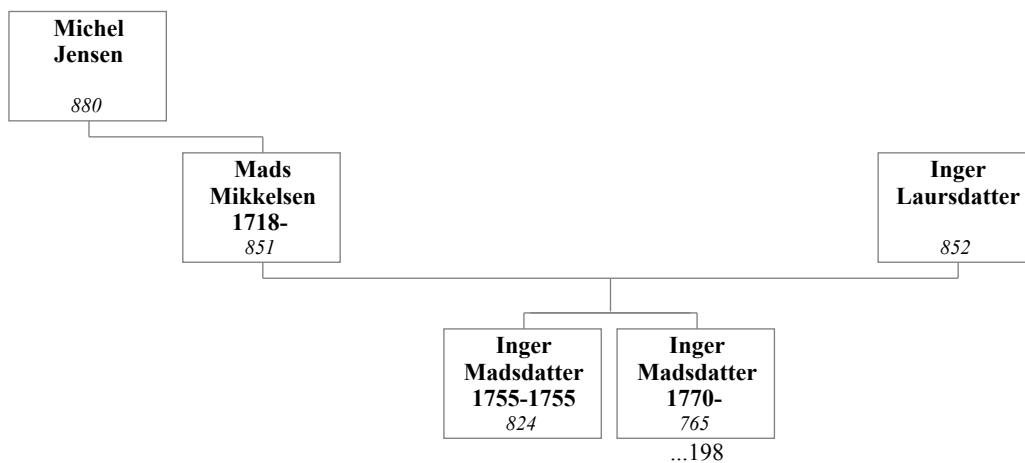 Michel
Jensen
880
Mads
Mikkelsen
1718-
851
Inger
Laursdatter
852
Inger
Madsdatter
1755-1755
824
Inger
Madsdatter
1770-
765
...198